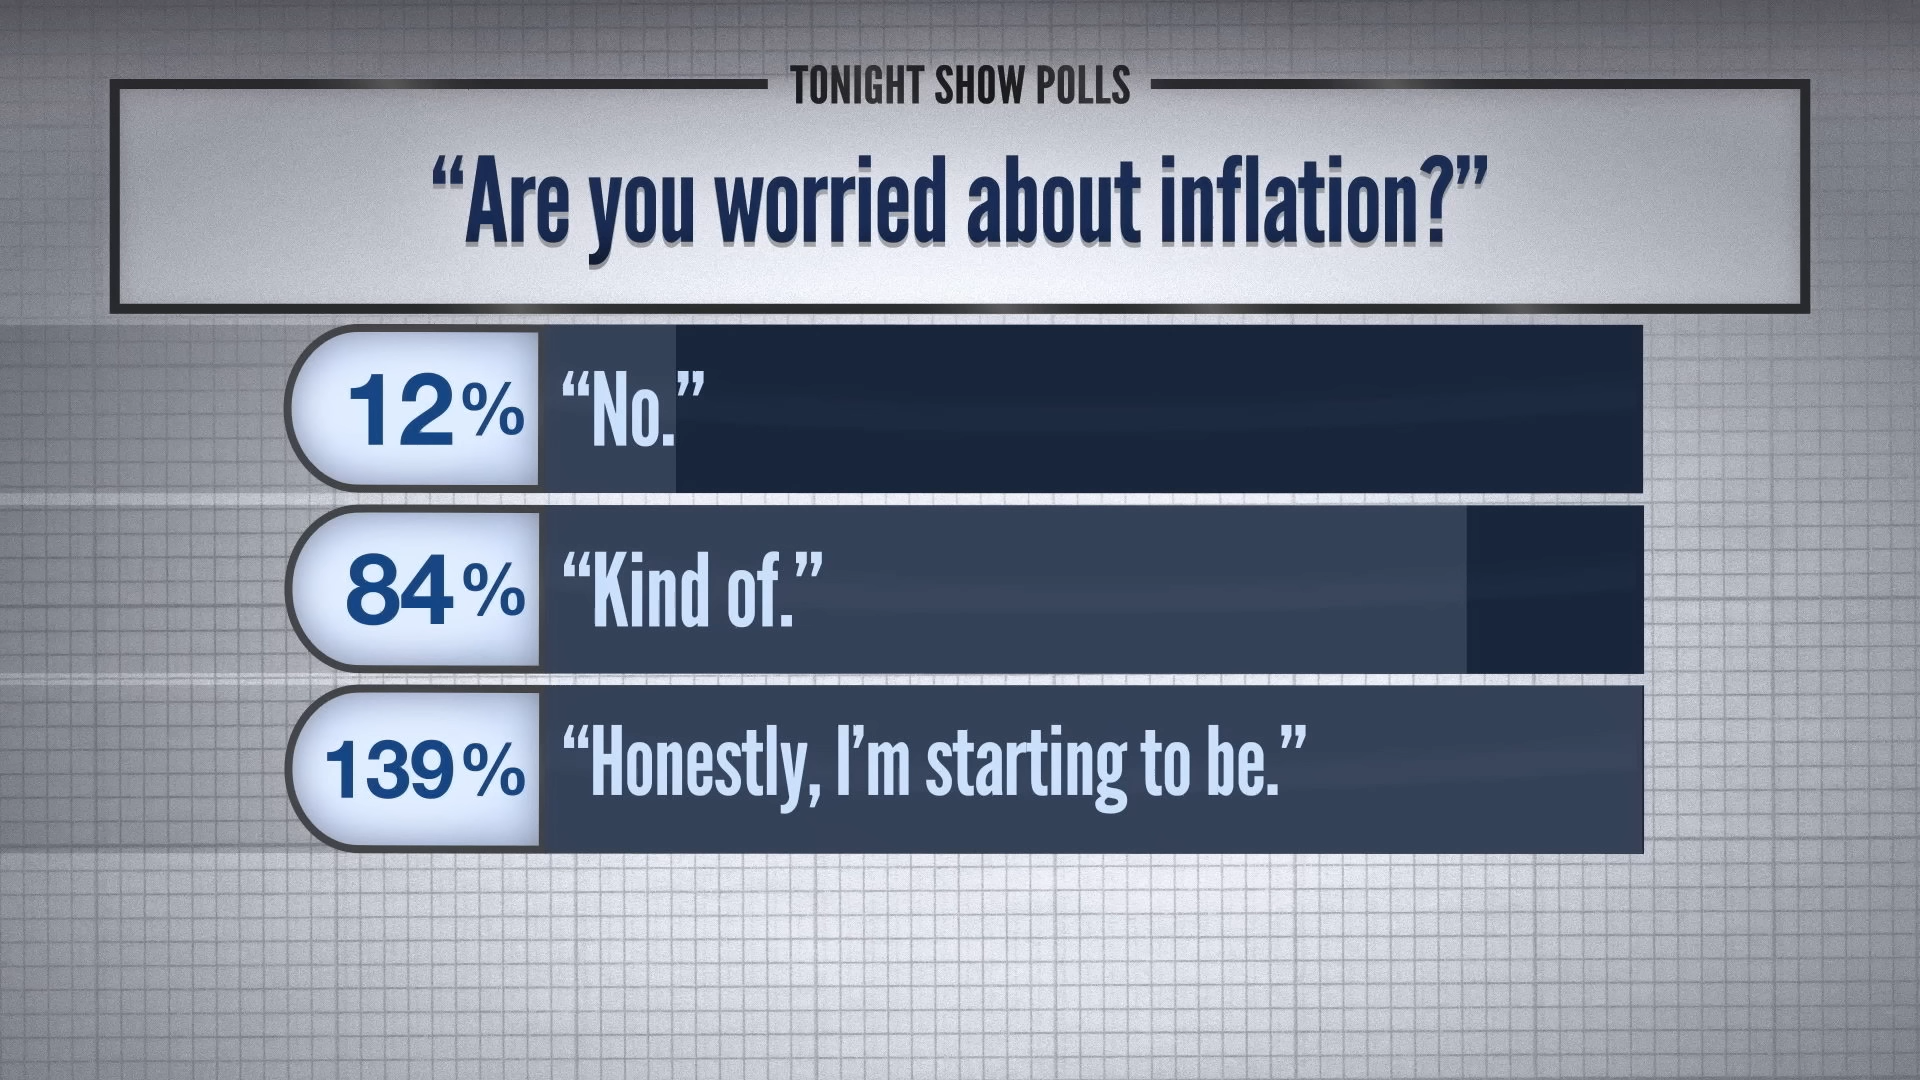 TONIGHT SHOW POLLS
“Are you worried about inflation?”
12% “No.”
84% “Kind of.”
139% “Honestly, I’m starting to be.”